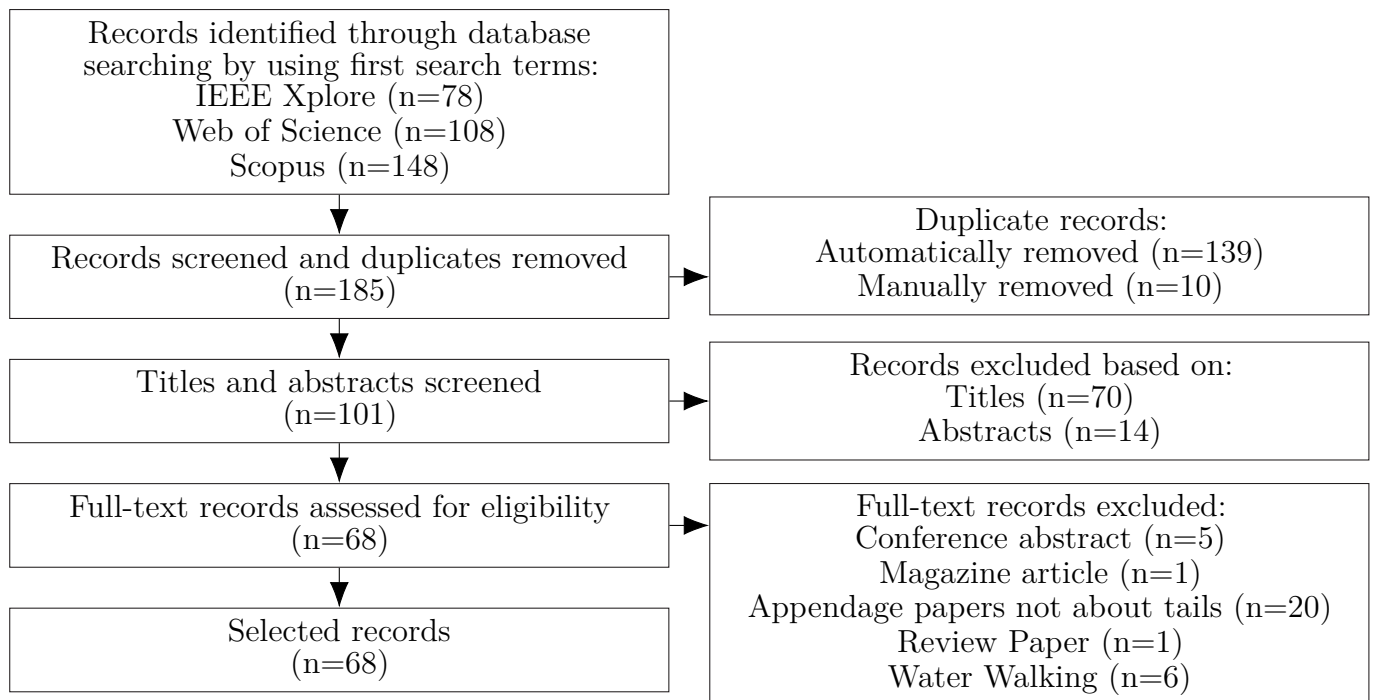 Records identified through database
searching by using first search terms:
IEEE Xplore (n=78)
Web of Science (n=108)
Scopus (n=148)
Records screened and duplicates removed
(n=185)
Duplicate records:
Automatically removed (n=139)
Manually removed (n=10)
Titles and abstracts screened
(n=101)
Records excluded based on:
Titles (n=70)
Abstracts (n=14)
Full-text records assessed for eligibility
(n=68)
Full-text records excluded:
Conference abstract (n=5)
Magazine article (n=1)
Appendage papers not about tails (n=20)
Review Paper (n=1)
Water Walking (n=6)
Selected records
(n=68)